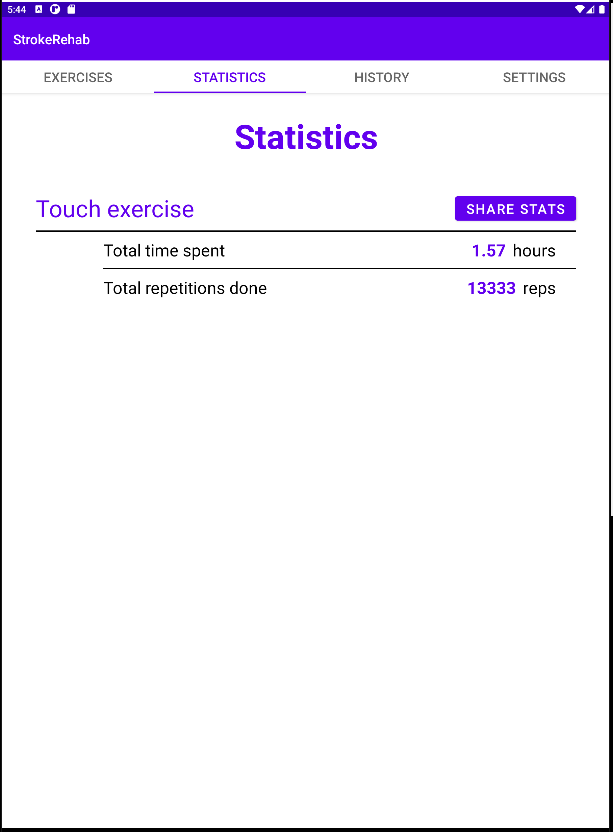 5:44
StrokeRehab
EXERCISES STATISTICS HISTORY SETTINGS
Statistics
Touch exercise SHARE STATS
Total time spent 1.57 hours
Total repetitions done 13333 reps